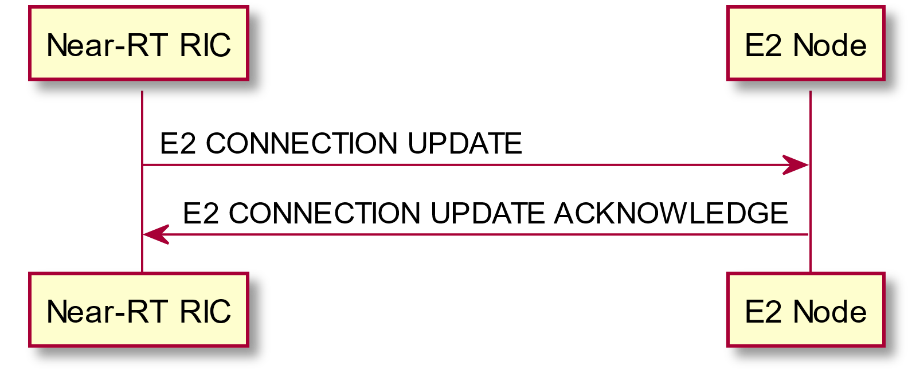 Near-RT RIC
E2 Node
E2 CONNECTION UPDATE
E2 CONNECTION UPDATE ACKNOWLEDGE
Near-RT RIC
E2 Node